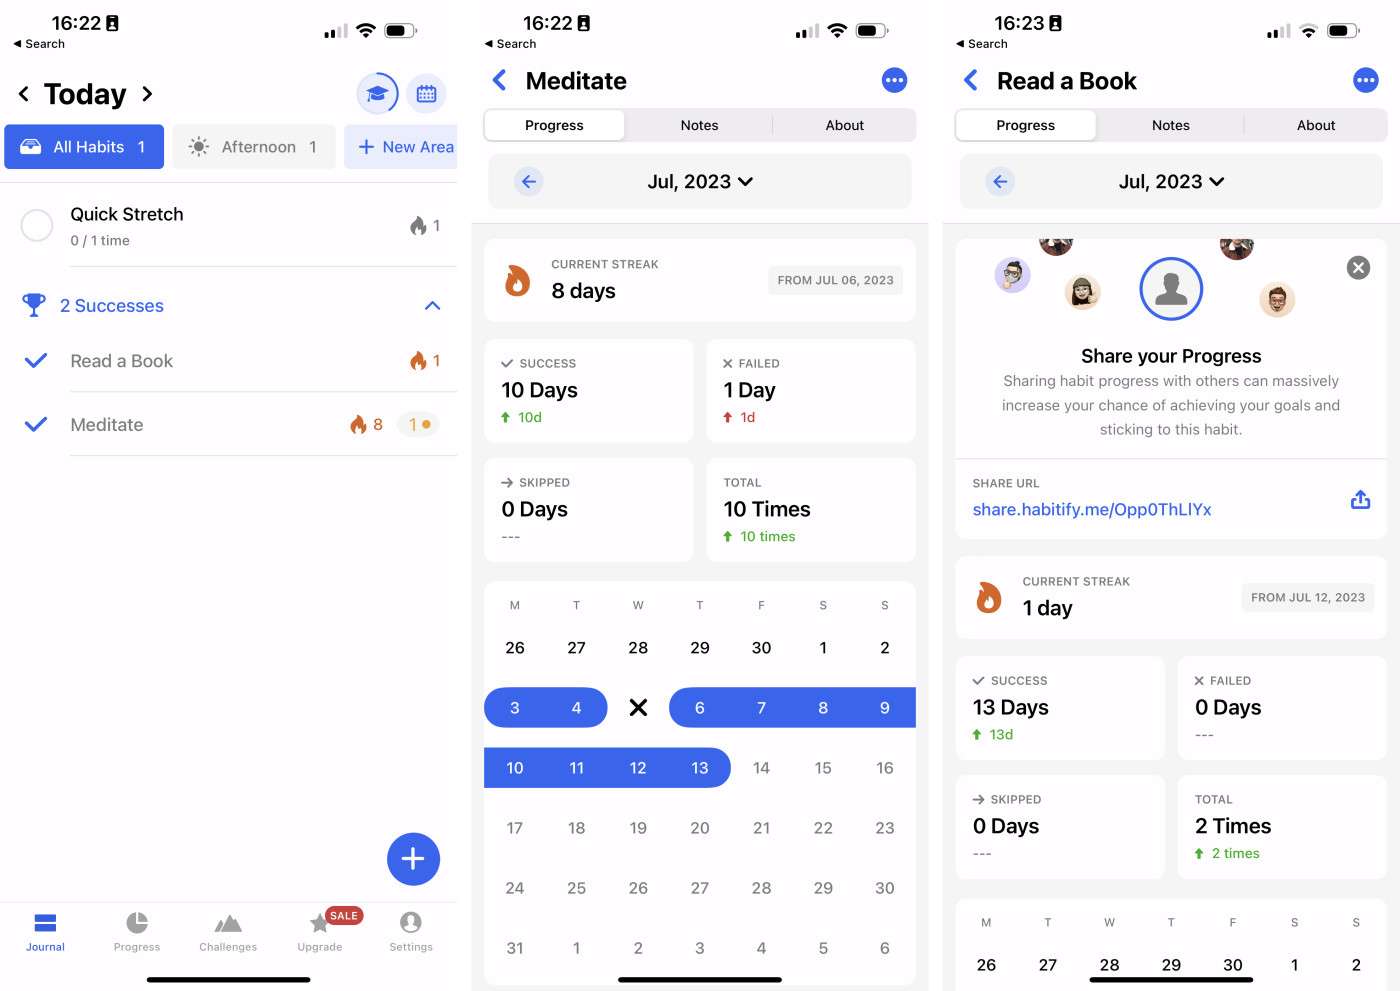 16:22
◄ Search
Today
All Habits 1
Afternoon 1
+ New Area
Quick Stretch
0 / 1 time
1
2 Successes
Read a Book
1
Meditate
8
1
SALE
Journal
Progress
Challenges
Upgrade
Settings
16:22
◄ Search
Meditate
Progress
Notes
About
Jul, 2023
CURRENT STREAK
8 days
FROM JUL 06, 2023
SUCCESS
10 Days
10d
FAILED
1 Day
1d
SKIPPED
0 Days
---
TOTAL
10 Times
10 times
M T W T F S S
26 27 28 29 30 1 2
3 4 6 7 8 9
10 11 12 13 14 15 16
17 18 19 20 21 22 23
24 25 26 27 28 29 30
31 1 2 3 4 5 6
16:23
◄ Search
Read a Book
Progress
Notes
About
Jul, 2023
Share your Progress
Sharing habit progress with others can massively
increase your chance of achieving your goals and
sticking to this habit.
SHARE URL
share.habitify.me/Opp0ThLlYx
CURRENT STREAK
1 day
FROM JUL 12, 2023
SUCCESS
13 Days
13d
FAILED
0 Days
---
SKIPPED
0 Days
---
TOTAL
2 Times
2 times
M T W T F S S
26 27 28 29 30 1 2